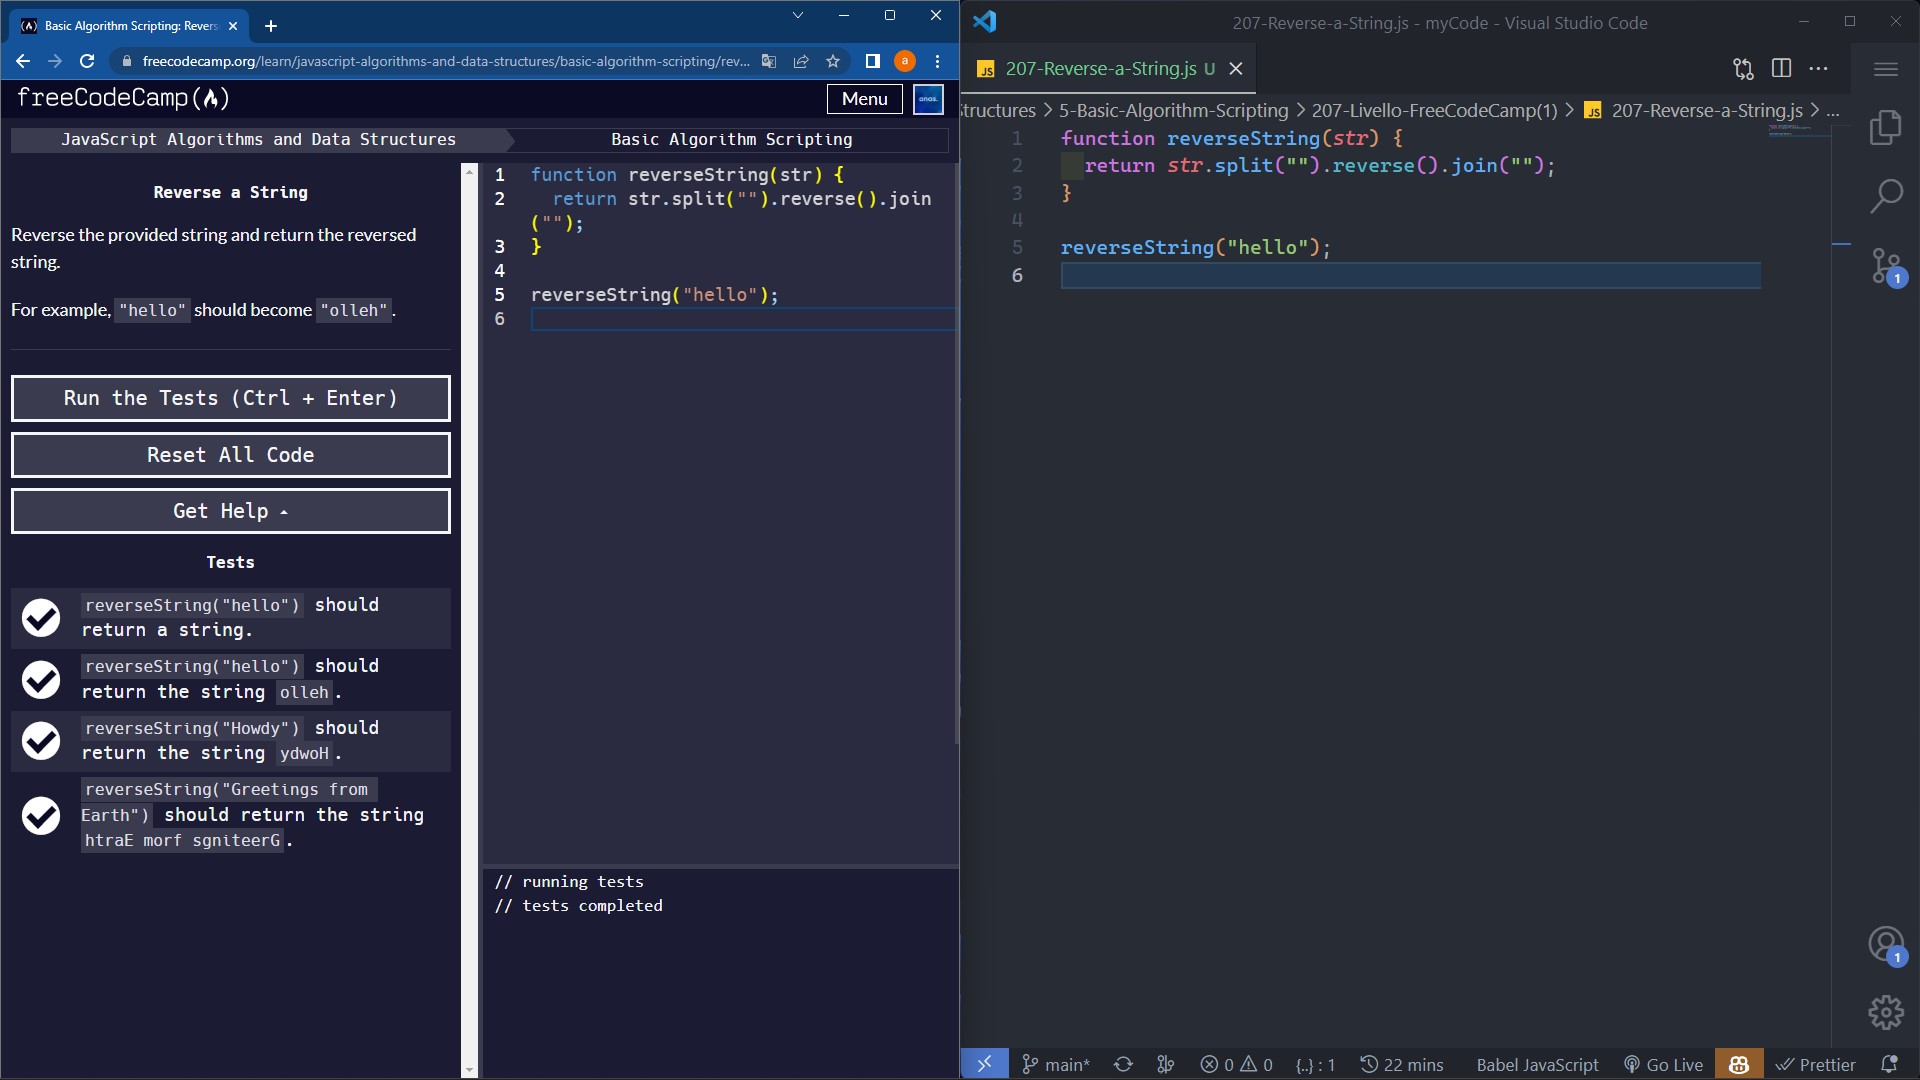 Basic Algorithm Scripting: Revers
freecodecamp.org/learn/javascript-algorithms-and-data-structures/basic-algorithm-scripting/rev...
a
freeCodeCamp
Menu
anas.
JavaScript Algorithms and Data Structures
Basic Algorithm Scripting
Reverse a String
Reverse the provided string and return the reversed
string.
For example, "hello" should become "olleh".
Run the Tests (Ctrl + Enter)
Reset All Code
Get Help
Tests
reverseString("hello") should
return a string.
reverseString("hello") should
return the string olleh.
reverseString("Howdy") should
return the string ydwoH.
reverseString("Greetings from
Earth") should return the string
htraE morf sgniteerG.
1 function reverseString(str) {
2   return str.split("").reverse().join
("");
3 }
4
5 reverseString("hello");
6
// running tests
// tests completed
207-Reverse-a-String.js - myCode - Visual Studio Code
JS 207-Reverse-a-String.js U
Structures > 5-Basic-Algorithm-Scripting > 207-Livello-FreeCodeCamp(1) > JS 207-Reverse-a-String.js > ...
1 function reverseString(str) {
2   return str.split("").reverse().join("");
3 }
4
5 reverseString("hello");
6
1
1
main* 0 0 {..} : 1 22 mins Babel JavaScript Go Live Prettier